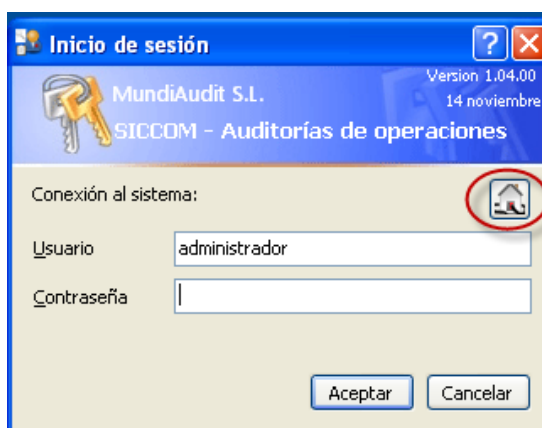 Inicio de sesión
?
Version 1.04.00
MundiAudit S.L.
14 noviembre
SICCOM - Auditorías de operaciones
Conexión al sistema:
Usuario administrador
Contraseña
Aceptar Cancelar